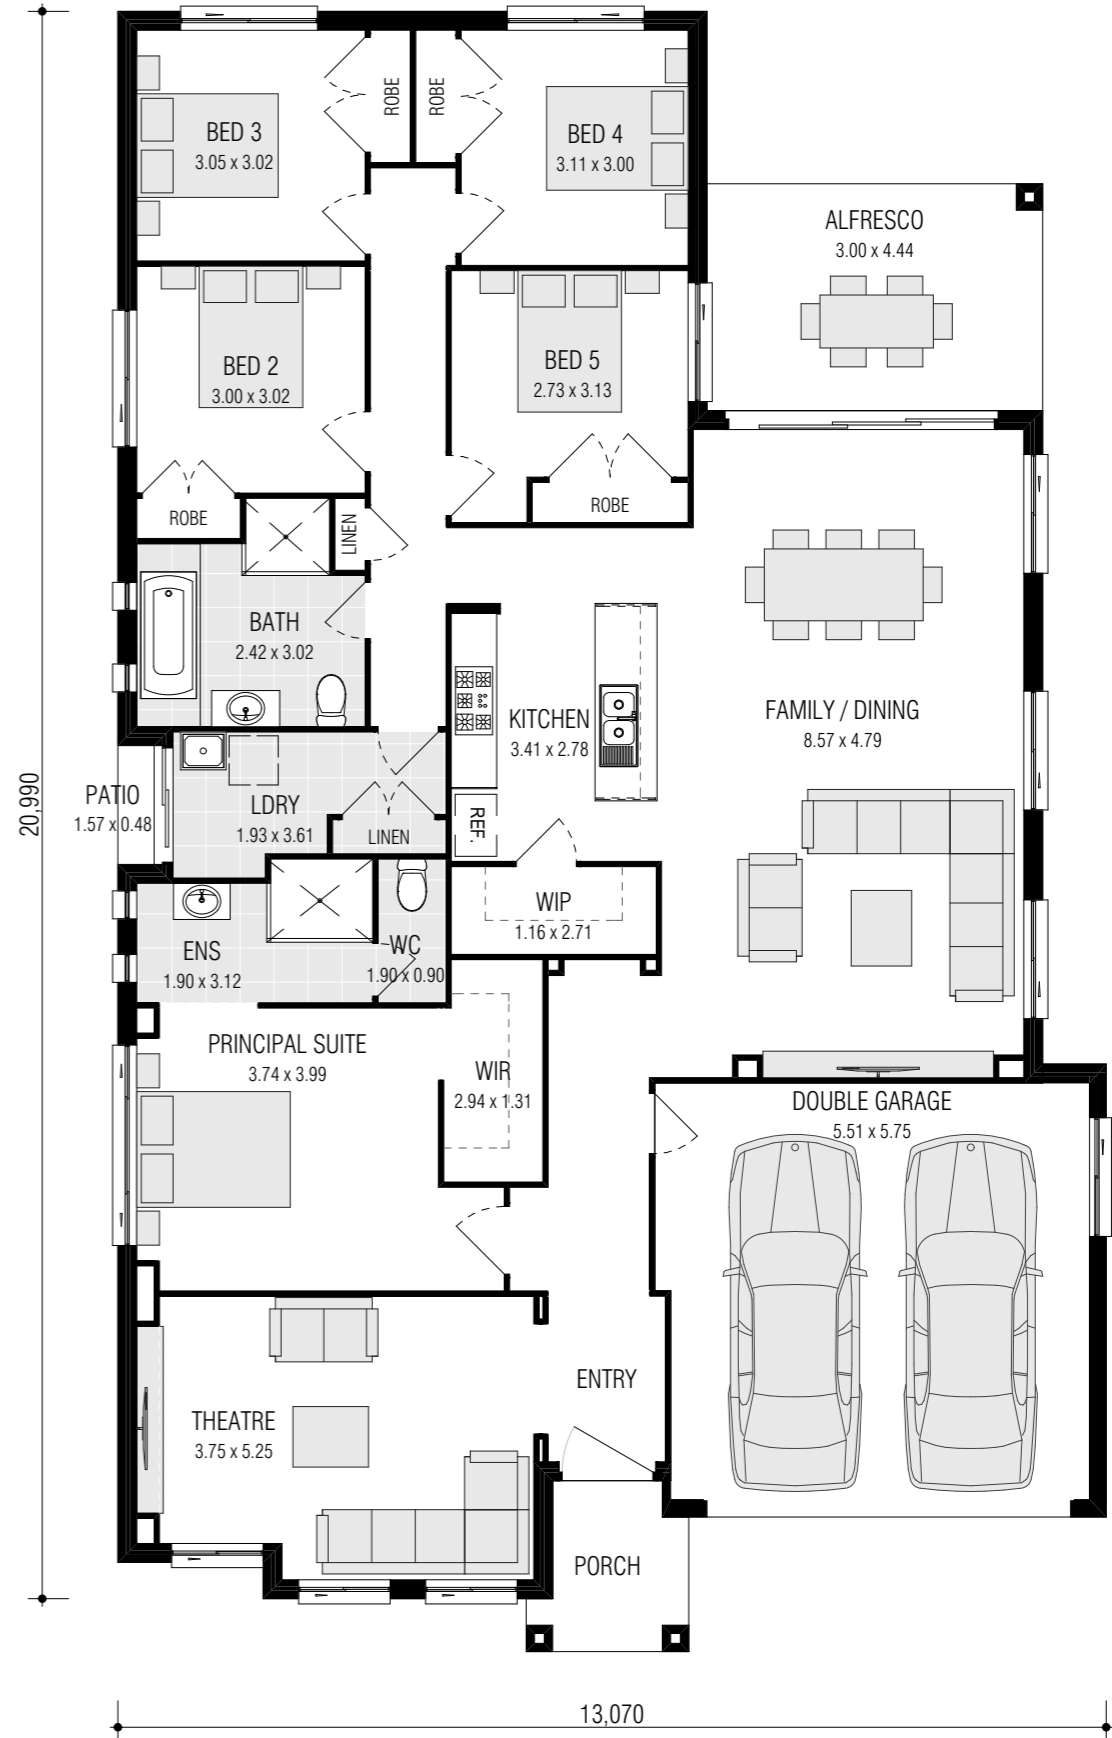 ROBE
ROBE
BED 3
3.05 x 3.02
BED 4
3.11 x 3.00
ALFRESCO
3.00 x 4.44
BED 2
3.00 x 3.02
BED 5
2.73 x 3.13
ROBE
LINEN
ROBE
BATH
2.42 x 3.02
KITCHEN
3.41 x 2.78
FAMILY / DINING
8.57 x 4.79
20,990
PATIO
1.57 x 0.48
LDRY
1.93 x 3.61
LINEN
REF.
WIP
1.16 x 2.71
ENS
1.90 x 3.12
WC
1.90 x 0.90
PRINCIPAL SUITE
3.74 x 3.99
WIR
2.94 x 1.31
DOUBLE GARAGE
5.51 x 5.75
ENTRY
THEATRE
3.75 x 5.25
PORCH
13,070